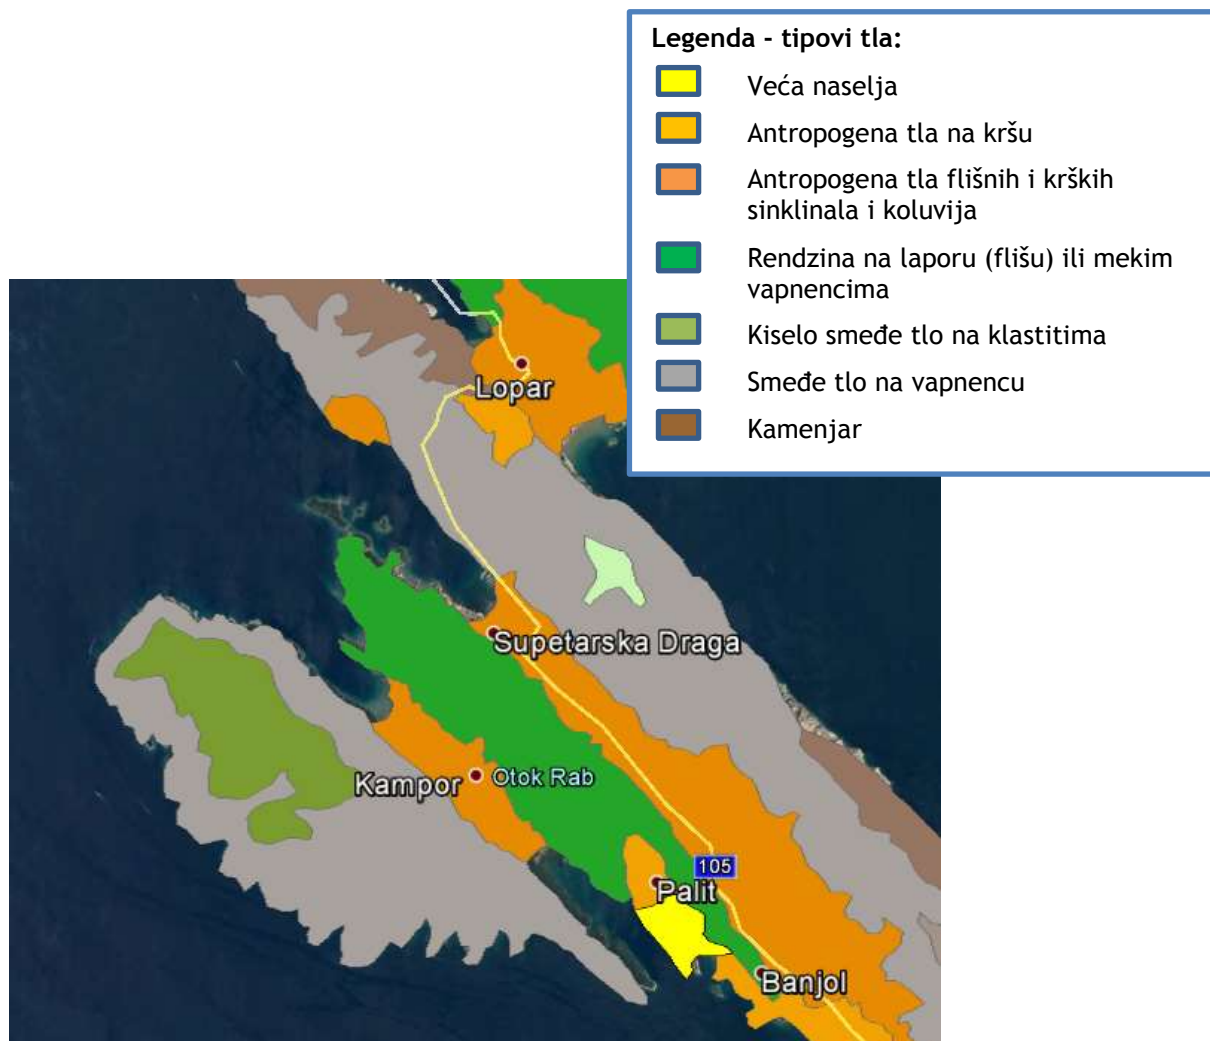 Legenda - tipovi tla:
Veća naselja
Antropogena tla na kršu
Antropogena tla flišnih i krških
sinklinala i koluvija
Rendzina na laporu (flišu) ili mekim
vapnencima
Kiselo smeđe tlo na klastitima
Smeđe tlo na vapnencu
Kamenjar
Lopar
Supetarska Draga
Kampor
Otok Rab
105
Palit
Banjol